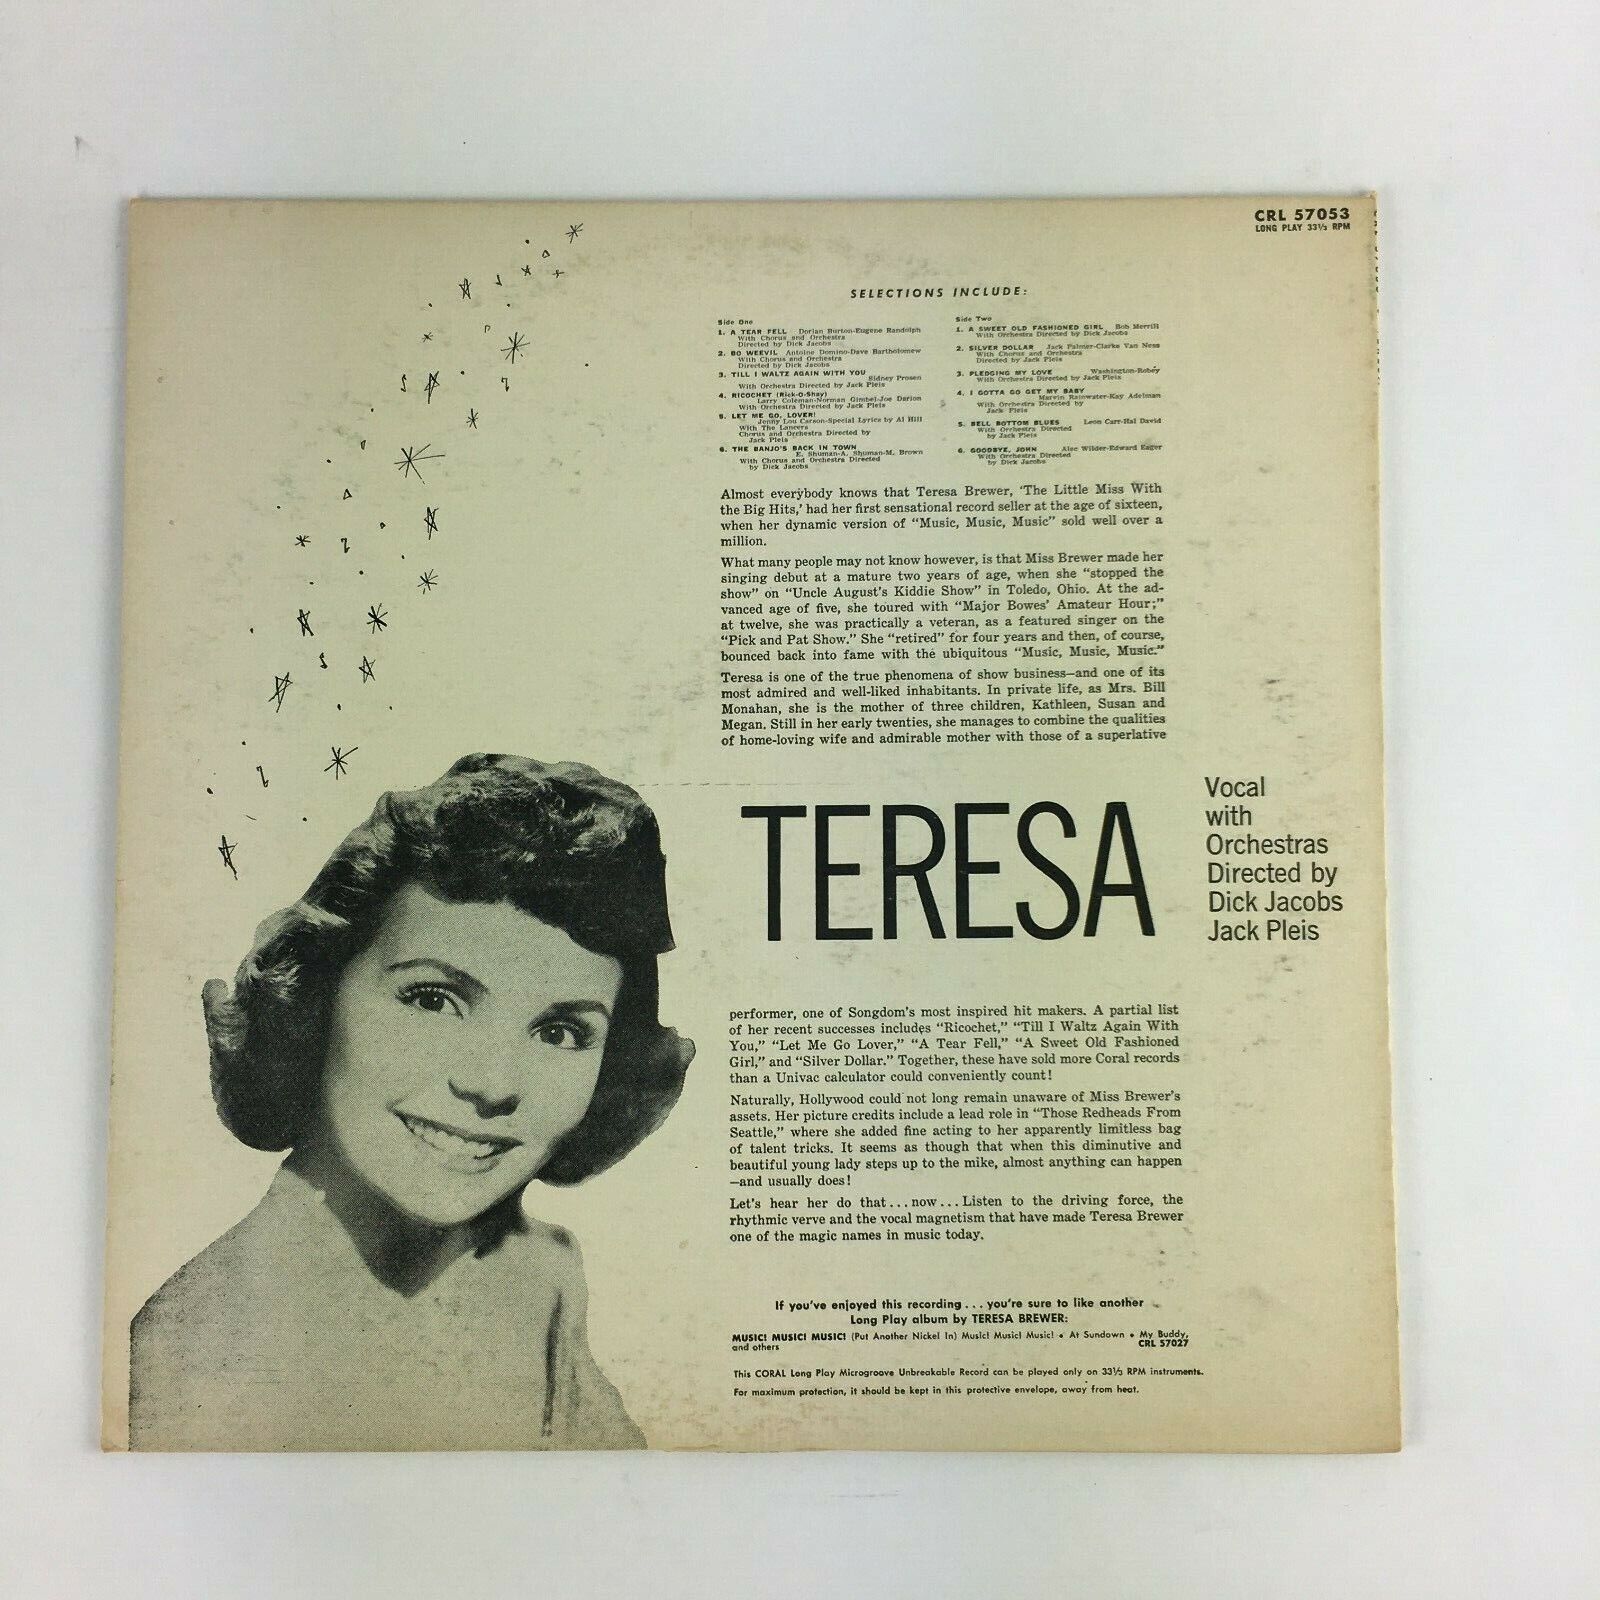 CRL 57053
LONG PLAY 33⅓ RPM
SELECTIONS INCLUDE:
Side One
1. A TEAR FELL Dorian Burton-Eugene Randolph
With Chorus and Orchestra
Directed by Dick Jacobs
2. BO WEEVIL Antoine Domino-Dave Bartholomew
With Chorus and Orchestra
Directed by Dick Jacobs
3. TILL I WALTZ AGAIN WITH YOU
Sidney Prosen
With Orchestra Directed by Jack Pleis
4. RICOCHET (Rick-O-Shay)
Larry Coleman-Norman Gimbel-Joe Darion
With Orchestra Directed by Jack Pleis
5. LET ME GO, LOVER!
Jenny Lou Carson-Special Lyrics by Al Hill
With The Lancers
Chorus and Orchestra Directed by
Jack Pleis
6. THE BANJO'S BACK IN TOWN
E. Shuman-A. Shuman-M. Brown
With Chorus and Orchestra Directed
by Dick Jacobs
Side Two
1. A SWEET OLD FASHIONED GIRL Bob Merrill
With Orchestra Directed by Dick Jacobs
2. SILVER DOLLAR Jack Palmer-Clarke Van Ness
With Chorus and Orchestra
Directed by Jack Pleis
3. PLEDGING MY LOVE Washington-Robey
With Orchestra Directed by Jack Pleis
4. I GOTTA GO GET MY BABY
Marvin Rainwater-Kay Adelman
With Orchestra Directed by
Jack Pleis
5. BELL BOTTOM BLUES Leon Carr-Hal David
With Orchestra Directed
by Jack Pleis
6. GOODBYE, JOHN Alec Wilder-Edward Eager
With Orchestra Directed
by Dick Jacobs
Almost everybody knows that Teresa Brewer, 'The Little Miss With
the Big Hits,' had her first sensational record seller at the age of sixteen,
when her dynamic version of "Music, Music, Music" sold well over a
million.
What many people may not know however, is that Miss Brewer made her
singing debut at a mature two years of age, when she "stopped the
show" on "Uncle August's Kiddie Show" in Toledo, Ohio. At the ad-
vanced age of five, she toured with "Major Bowes' Amateur Hour;"
at twelve, she was practically a veteran, as a featured singer on the
"Pick and Pat Show." She "retired" for four years and then, of course,
bounced back into fame with the ubiquitous "Music, Music, Music."
Teresa is one of the true phenomena of show business—and one of its
most admired and well-liked inhabitants. In private life, as Mrs. Bill
Monahan, she is the mother of three children, Kathleen, Susan and
Megan. Still in her early twenties, she manages to combine the qualities
of home-loving wife and admirable mother with those of a superlative
TERESA
Vocal
with
Orchestras
Directed by
Dick Jacobs
Jack Pleis
performer, one of Songdom's most inspired hit makers. A partial list
of her recent successes includes "Ricochet," "Till I Waltz Again With
You," "Let Me Go Lover," "A Tear Fell," "A Sweet Old Fashioned
Girl," and "Silver Dollar." Together, these have sold more Coral records
than a Univac calculator could conveniently count!
Naturally, Hollywood could not long remain unaware of Miss Brewer's
assets. Her picture credits include a lead role in "Those Redheads From
Seattle," where she added fine acting to her apparently limitless bag
of talent tricks. It seems as though that when this diminutive and
beautiful young lady steps up to the mike, almost anything can happen
—and usually does!
Let's hear her do that...now...Listen to the driving force, the
rhythmic verve and the vocal magnetism that have made Teresa Brewer
one of the magic names in music today.
If you've enjoyed this recording...you're sure to like another
Long Play album by TERESA BREWER:
MUSIC! MUSIC! MUSIC! (Put Another Nickel In) Music! Music! Music! • At Sundown • My Buddy,
and others CRL 57027
This CORAL Long Play Microgroove Unbreakable Record can be played only on 33⅓ RPM instruments.
For maximum protection, it should be kept in this protective envelope, away from heat.